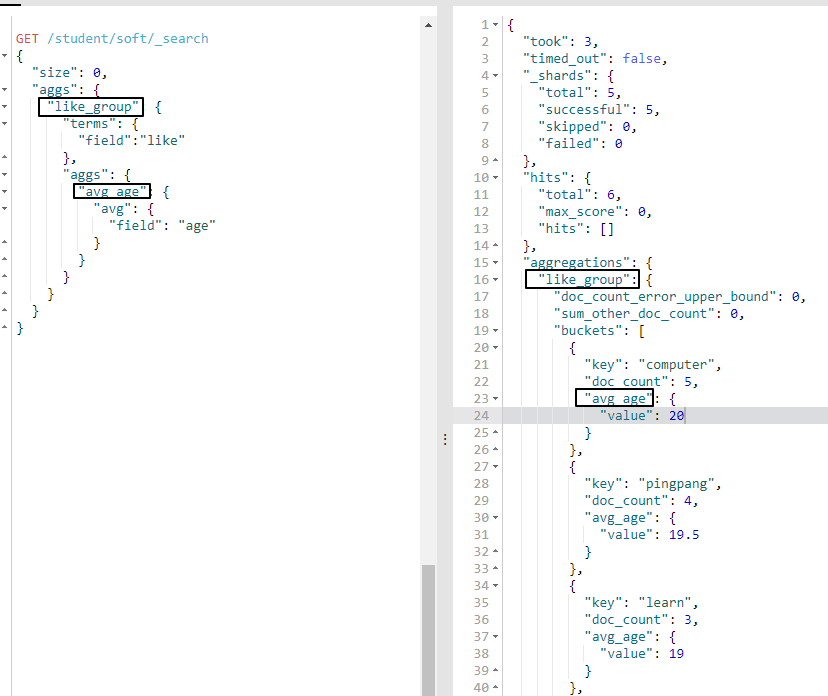 GET /student/soft/_search
{
"size": 0,
"aggs": {
"like_group" {
"terms": {
"field":"like"
},
"aggs": {
"avg_age" {
"avg": {
"field": "age"
}
}
}
}
}
}
1 {
2 "took": 3,
3 "timed_out": false,
4 "_shards": {
5 "total": 5,
6 "successful": 5,
7 "skipped": 0,
8 "failed": 0
9 },
10 "hits": {
11 "total": 6,
12 "max_score": 0,
13 "hits": []
14 },
15 "aggregations": {
16 "like_group": {
17 "doc_count_error_upper_bound": 0,
18 "sum_other_doc_count": 0,
19 "buckets": [
20 {
21 "key": "computer",
22 "doc_count": 5,
23 "avg_age": {
24 "value": 20
25 }
26 },
27 {
28 "key": "pingpang",
29 "doc_count": 4,
30 "avg_age": {
31 "value": 19.5
32 }
33 },
34 {
35 "key": "learn",
36 "doc_count": 3,
37 "avg_age": {
38 "value": 19
39 }
40 },